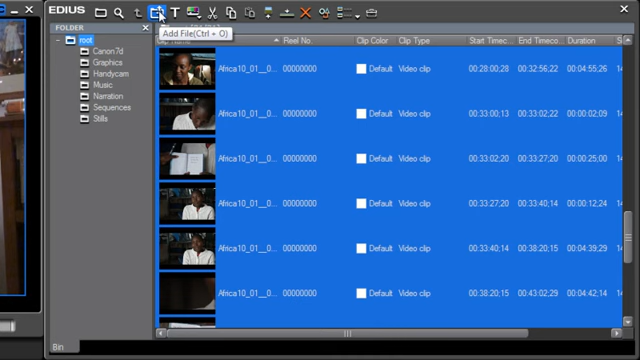 EDIUS
FOLDER
root
Canon7d
Graphics
Handycam
Music
Narration
Sequences
Stills
Add File(Ctrl + O)
Reel No. Clip Color Clip Type Start Timec... End Timeco... Duration
Africa10_01__0... 00000000 Default Video clip 00:28:00;28 00:32:56;22 00:04:55;26
Africa10_01__0... 00000000 Default Video clip 00:33:00;13 00:33:02;22 00:00:02;09
Africa10_01__0... 00000000 Default Video clip 00:33:02;20 00:33:27;20 00:00:25;00
Africa10_01__0... 00000000 Default Video clip 00:33:27;20 00:33:40;14 00:00:12;24
Africa10_01__0... 00000000 Default Video clip 00:33:40;14 00:38:20;15 00:04:39;29
Africa10_01__0... 00000000 Default Video clip 00:38:20;15 00:43:02;29 00:04:42;14
Bin